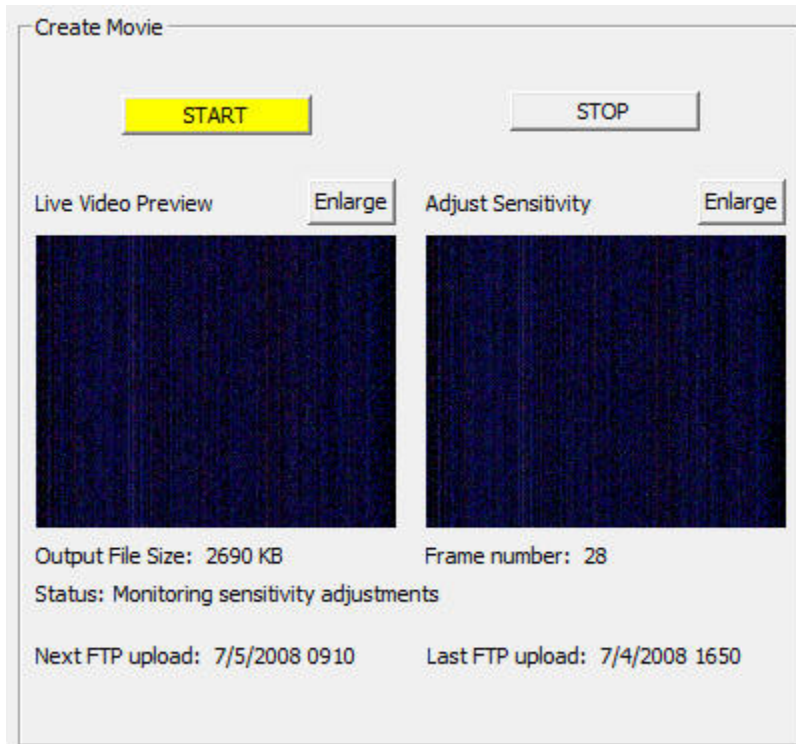 Create Movie
START
STOP
Live Video Preview
Enlarge
Adjust Sensitivity
Enlarge
Output File Size: 2690 KB
Frame number: 28
Status: Monitoring sensitivity adjustments
Next FTP upload: 7/5/2008 0910
Last FTP upload: 7/4/2008 1650